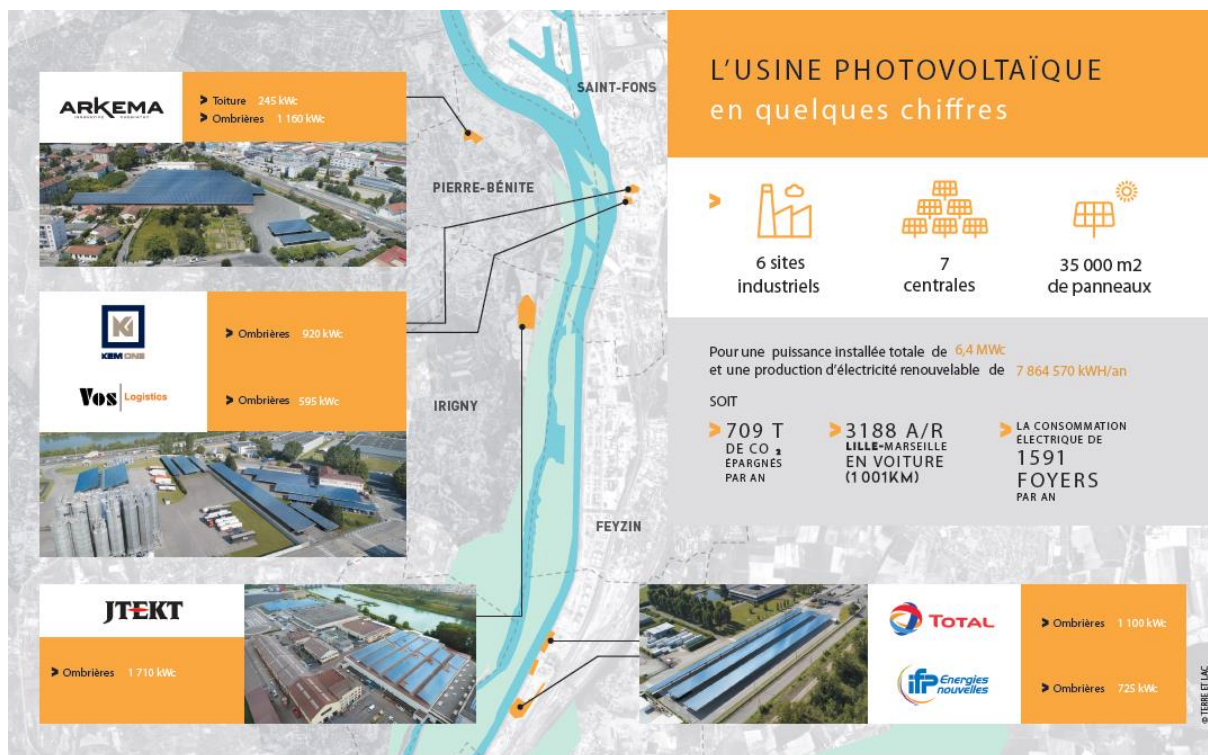 L'USINE PHOTOVOLTAÏQUE
en quelques chiffres
6 sites
industriels
7
centrales
35 000 m2
de panneaux
Pour une puissance installée totale de 6,4 MWc
et une production d'électricité renouvelable de 7 864 570 kWH/an
SOIT
709 T
DE CO 2
ÉPARGNÉS
PAR AN
3188 A/R
LILLE-MARSEILLE
EN VOITURE
(1 001KM)
LA CONSOMMATION
ÉLECTRIQUE DE
1591
FOYERS
PAR AN
ARKEMA
INNOVATIVE CHEMISTRY
Toiture 245 kWc
Ombrières 1 160 kWc
KEM ONE
Ombrières 920 kWc
Vos Logistics
Ombrières 595 kWc
JTEKT
Ombrières 1 710 kWc
TOTAL
Ombrières 1 100 kWc
ifp Energies
nouvelles
Ombrières 725 kWc
SAINT-FONS
PIERRE-BÉNITE
IRIGNY
FEYZIN
© TERRE ET LAC